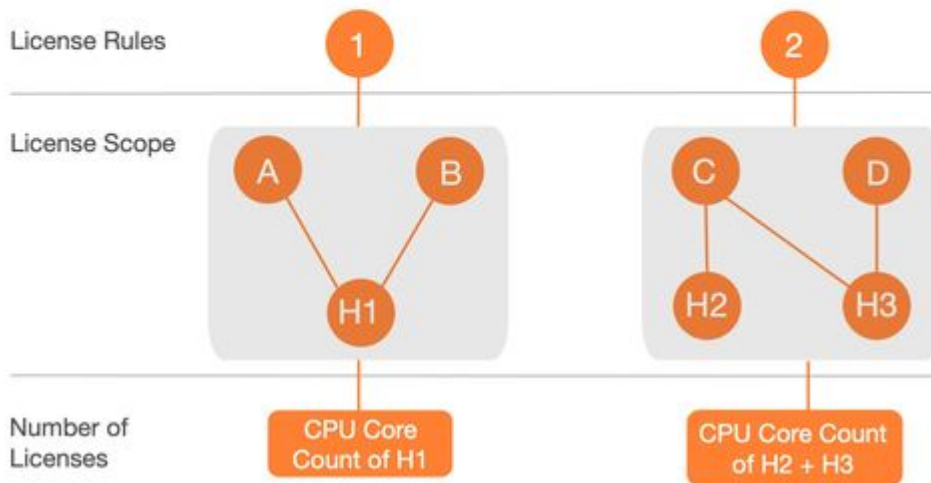 License Rules
1
2
License Scope
A
B
C
D
H1
H2
H3
Number of
Licenses
CPU Core
Count of H1
CPU Core Count
of H2 + H3